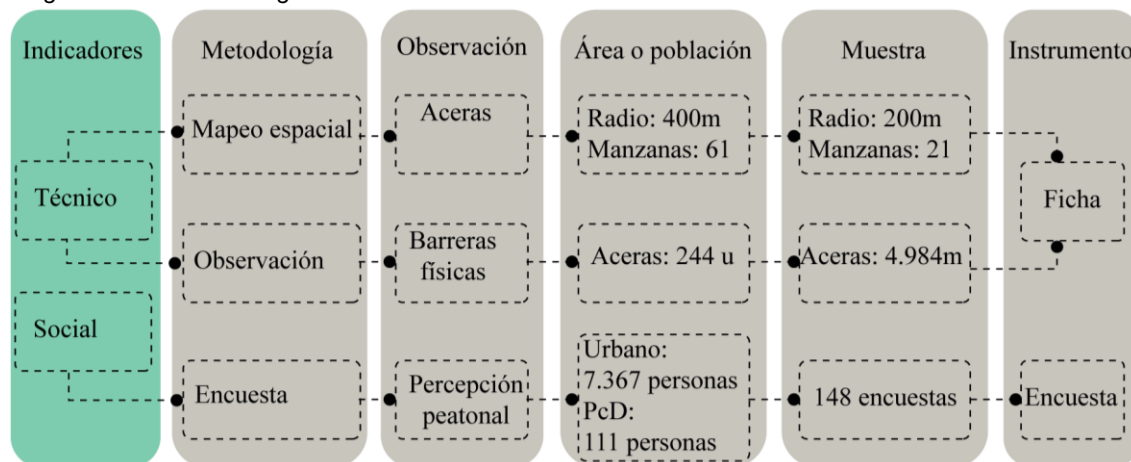 Indicadores
Metodología
Observación
Área o población
Muestra
Instrumento
Técnico
Mapeo espacial
Aceras
Radio: 400m
Manzanas: 61
Radio: 200m
Manzanas: 21
Ficha
Observación
Barreras
físicas
Aceras: 244 u
Aceras: 4.984m
Social
Encuesta
Percepción
peatonal
Urbano:
7.367 personas
PcD:
111 personas
148 encuestas
Encuesta